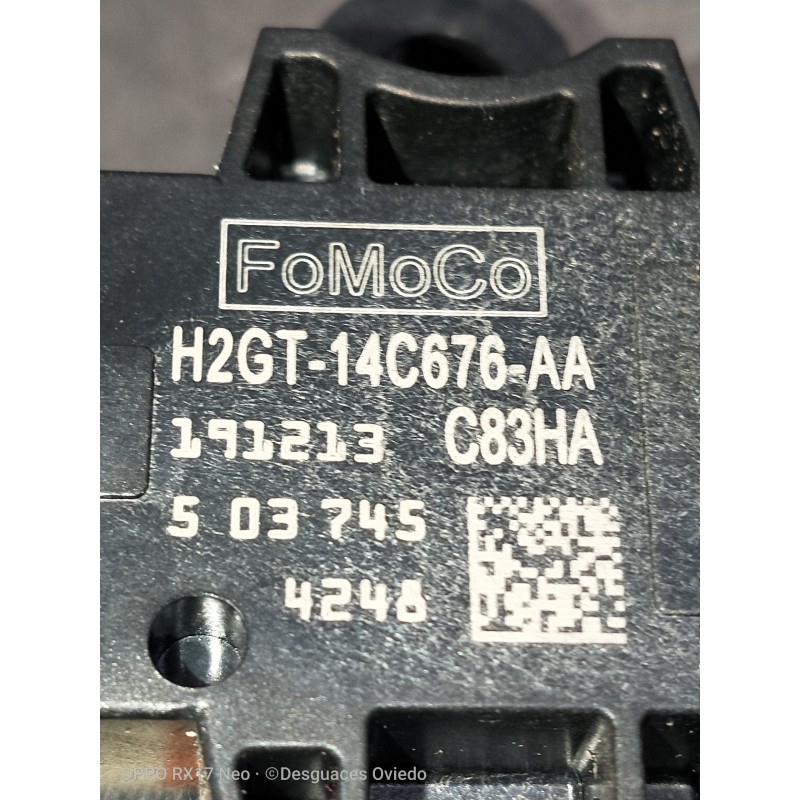 FoMoCo
H2GT-14C676-AA
191213 C83HA
5 03 745
4248
OPPO RX17 Neo · ©Desguaces Oviedo